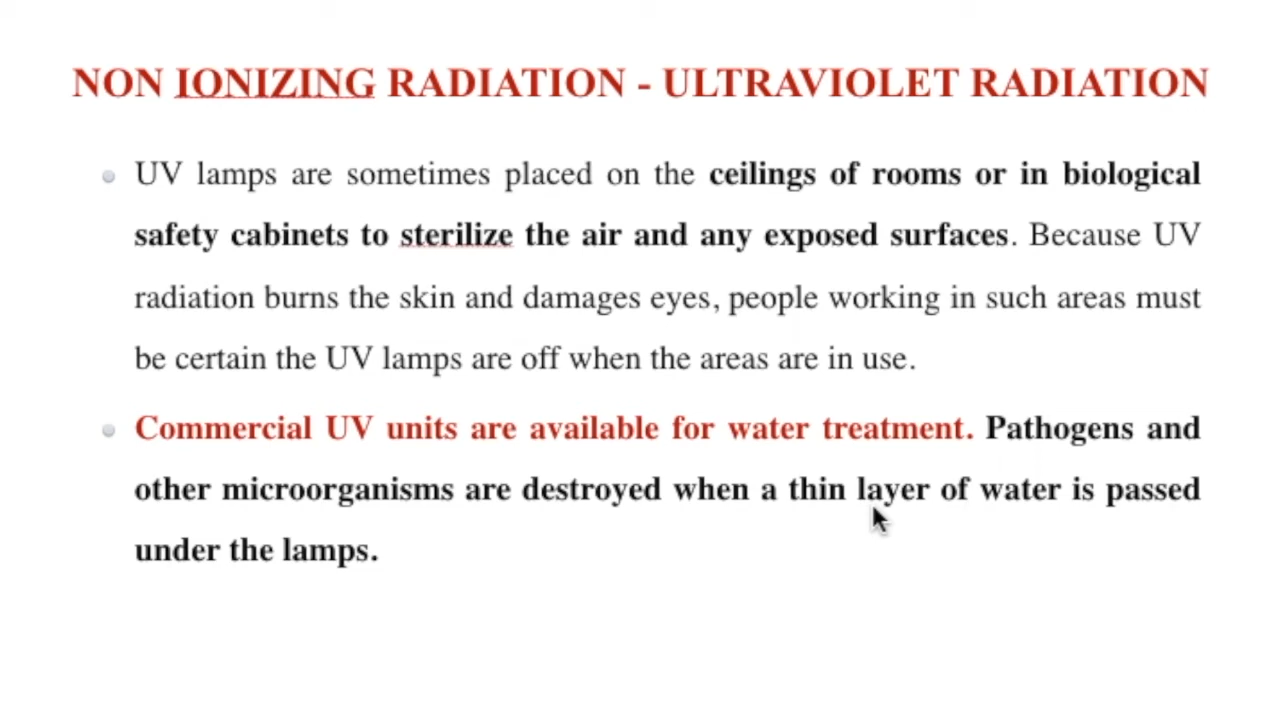 NON IONIZING RADIATION - ULTRAVIOLET RADIATION
UV lamps are sometimes placed on the ceilings of rooms or in biological
safety cabinets to sterilize the air and any exposed surfaces. Because UV
radiation burns the skin and damages eyes, people working in such areas must
be certain the UV lamps are off when the areas are in use.
Commercial UV units are available for water treatment. Pathogens and
other microorganisms are destroyed when a thin layer of water is passed
under the lamps.